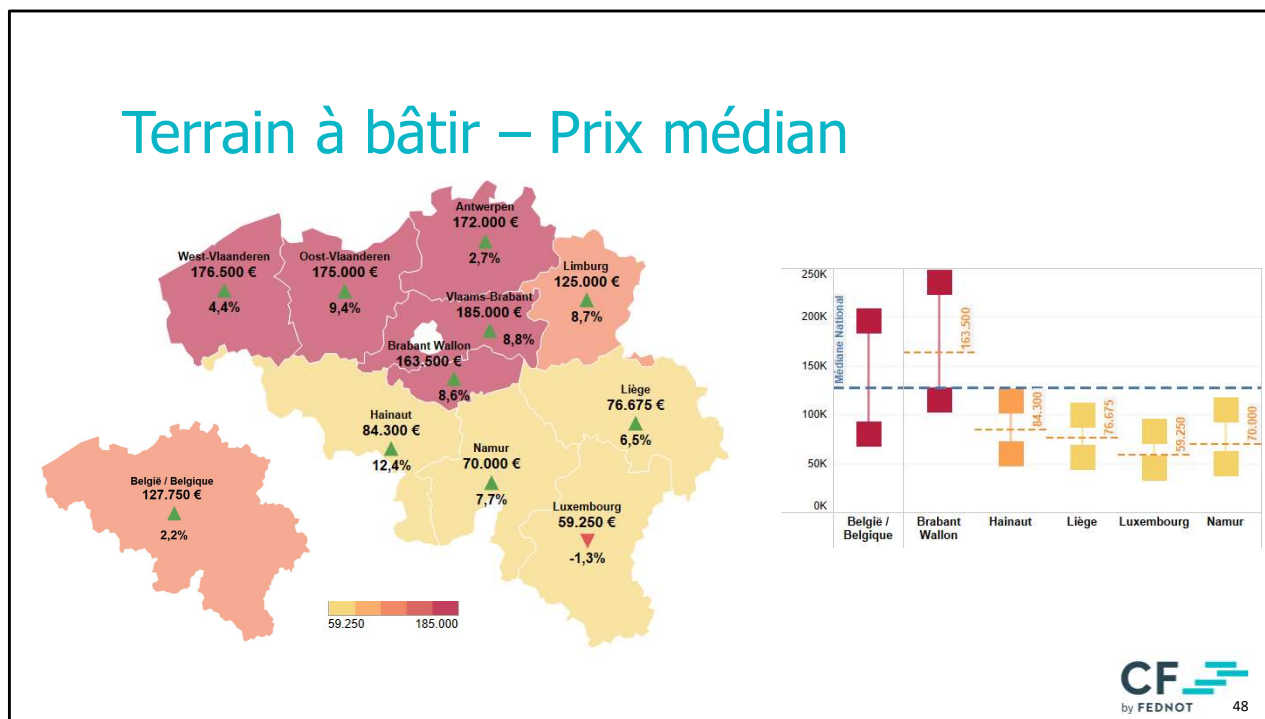 Terrain à bâtir – Prix médian
Antwerpen
172.000 €
2,7%
West-Vlaanderen
176.500 €
4,4%
Oost-Vlaanderen
175.000 €
9,4%
Limburg
125.000 €
8,7%
Vlaams-Brabant
185.000 €
8,8%
Brabant Wallon
163.500 €
8,6%
Liège
76.675 €
6,5%
Hainaut
84.300 €
12,4%
Namur
70.000 €
7,7%
Luxembourg
59.250 €
-1,3%
België / Belgique
127.750 €
2,2%
59.250
185.000
250K
200K
150K
100K
50K
0K
Médiane National
163.500
84.300
76.675
59.250
70.000
België /
Belgique
Brabant
Wallon
Hainaut
Liège
Luxembourg
Namur
CF
by FEDNOT
48